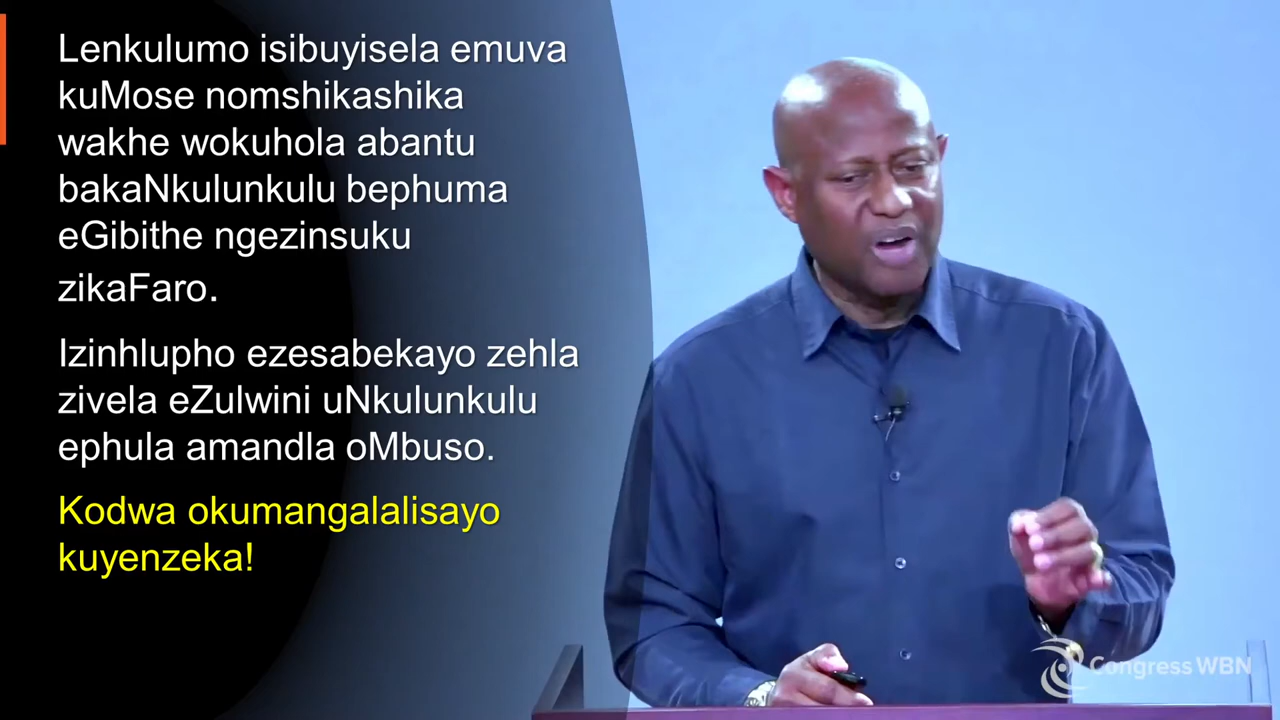 Lenkulumo isibuyisela emuva
kuMose nomshikashika
wakhe wokuhola abantu
bakaNkulunkulu bephuma
eGibithe ngezinsuku
zikaFaro.
Izinhlupho ezesabekayo zehla
zivela eZulwini uNkulunkulu
ephula amandla oMbuso.
Kodwa okumangalalisayo
kuyenzeka!
Congress WBN